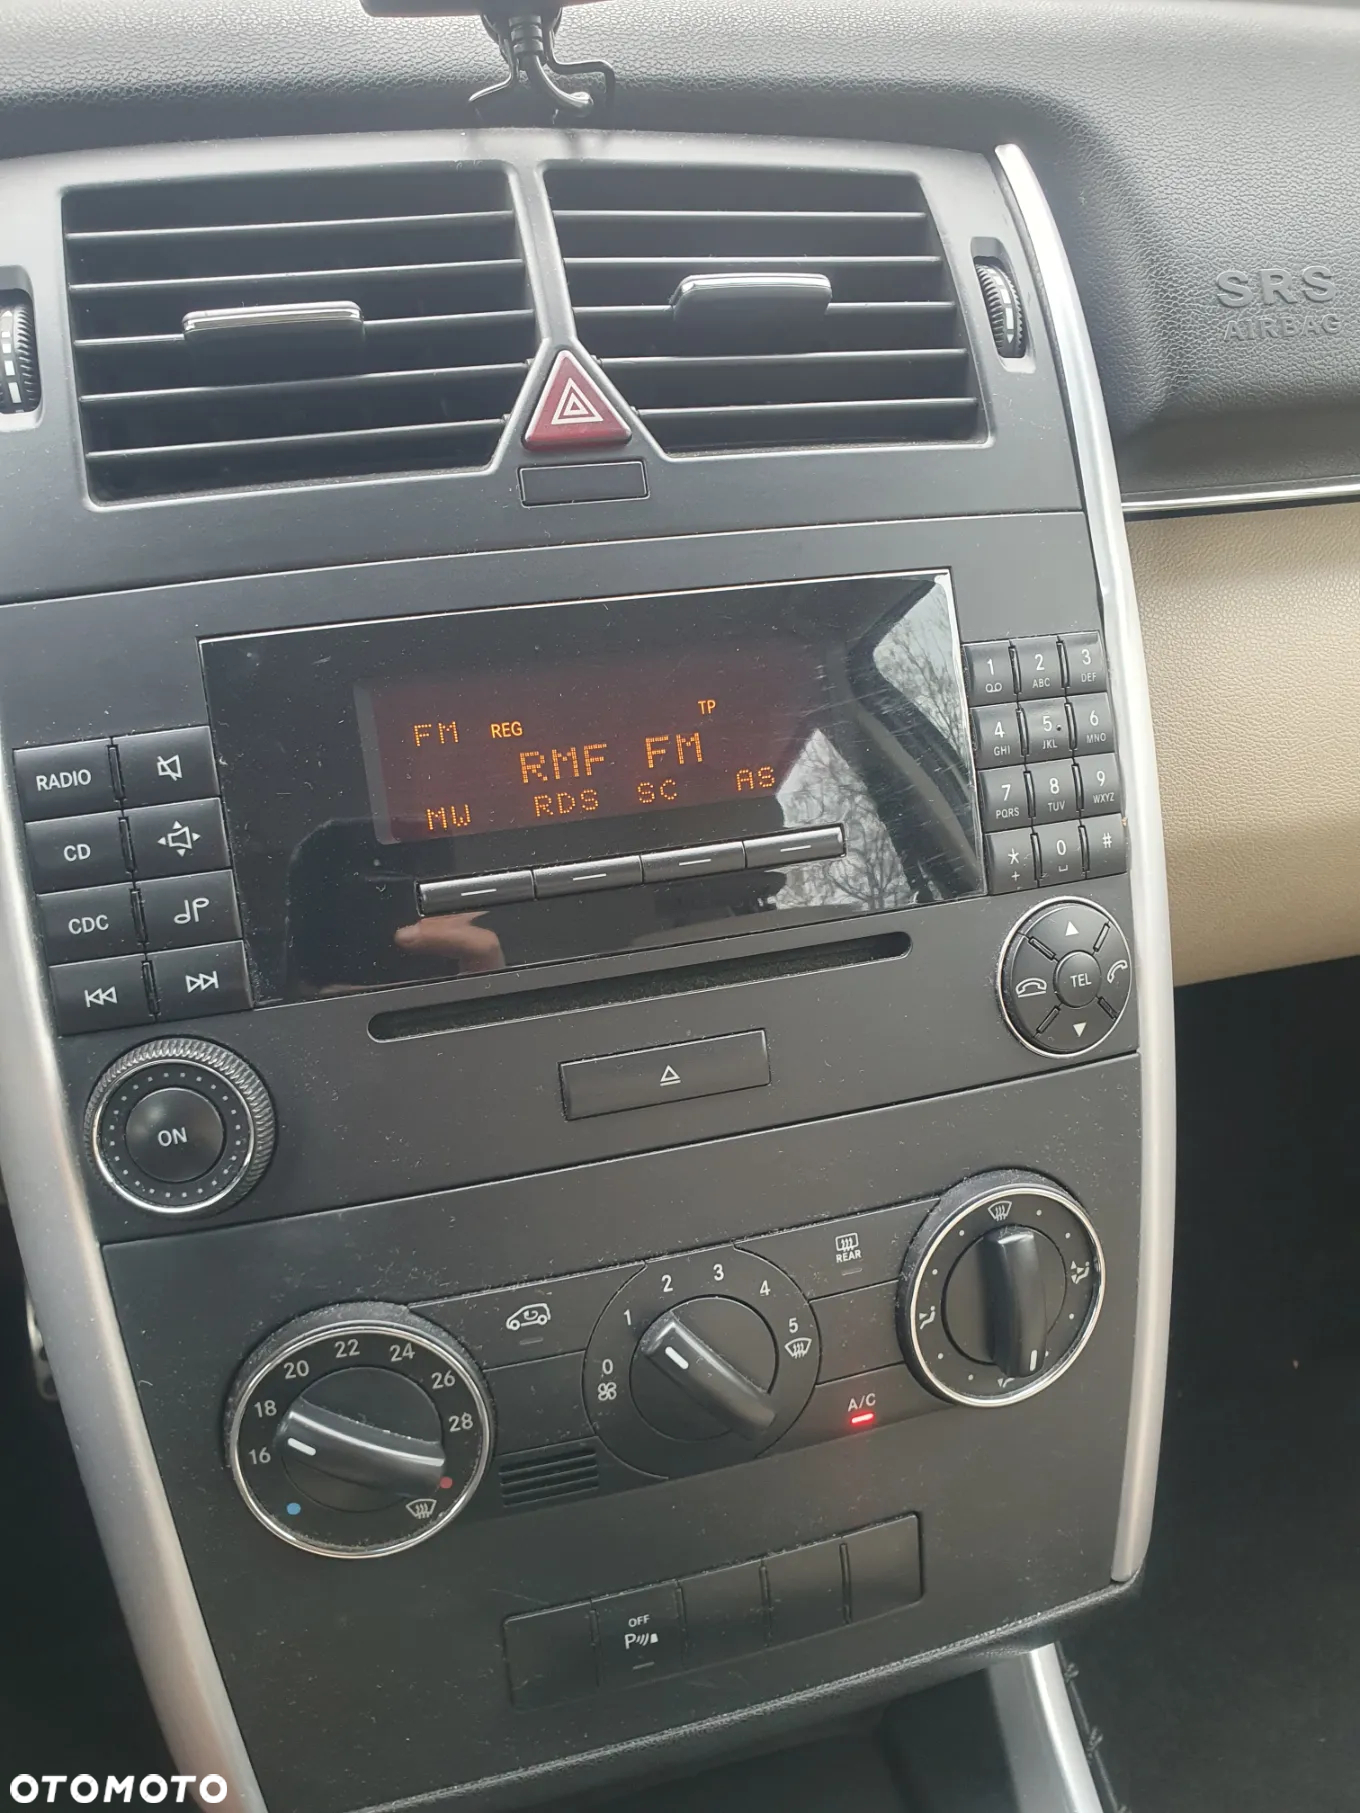 SRS
AIRBAG
FM REG TP
RMF FM
MW RDS SC AS
RADIO
CD
CDC
1 2 ABC 3 DEF
4 GHI 5 JKL 6 MNO
7 PQRS 8 TUV 9 WXYZ
* + 0 #
TEL
ON
REAR
16 18 20 22 24 26 28
0 1 2 3 4 5
A/C
OFF
P
OTOMOTO